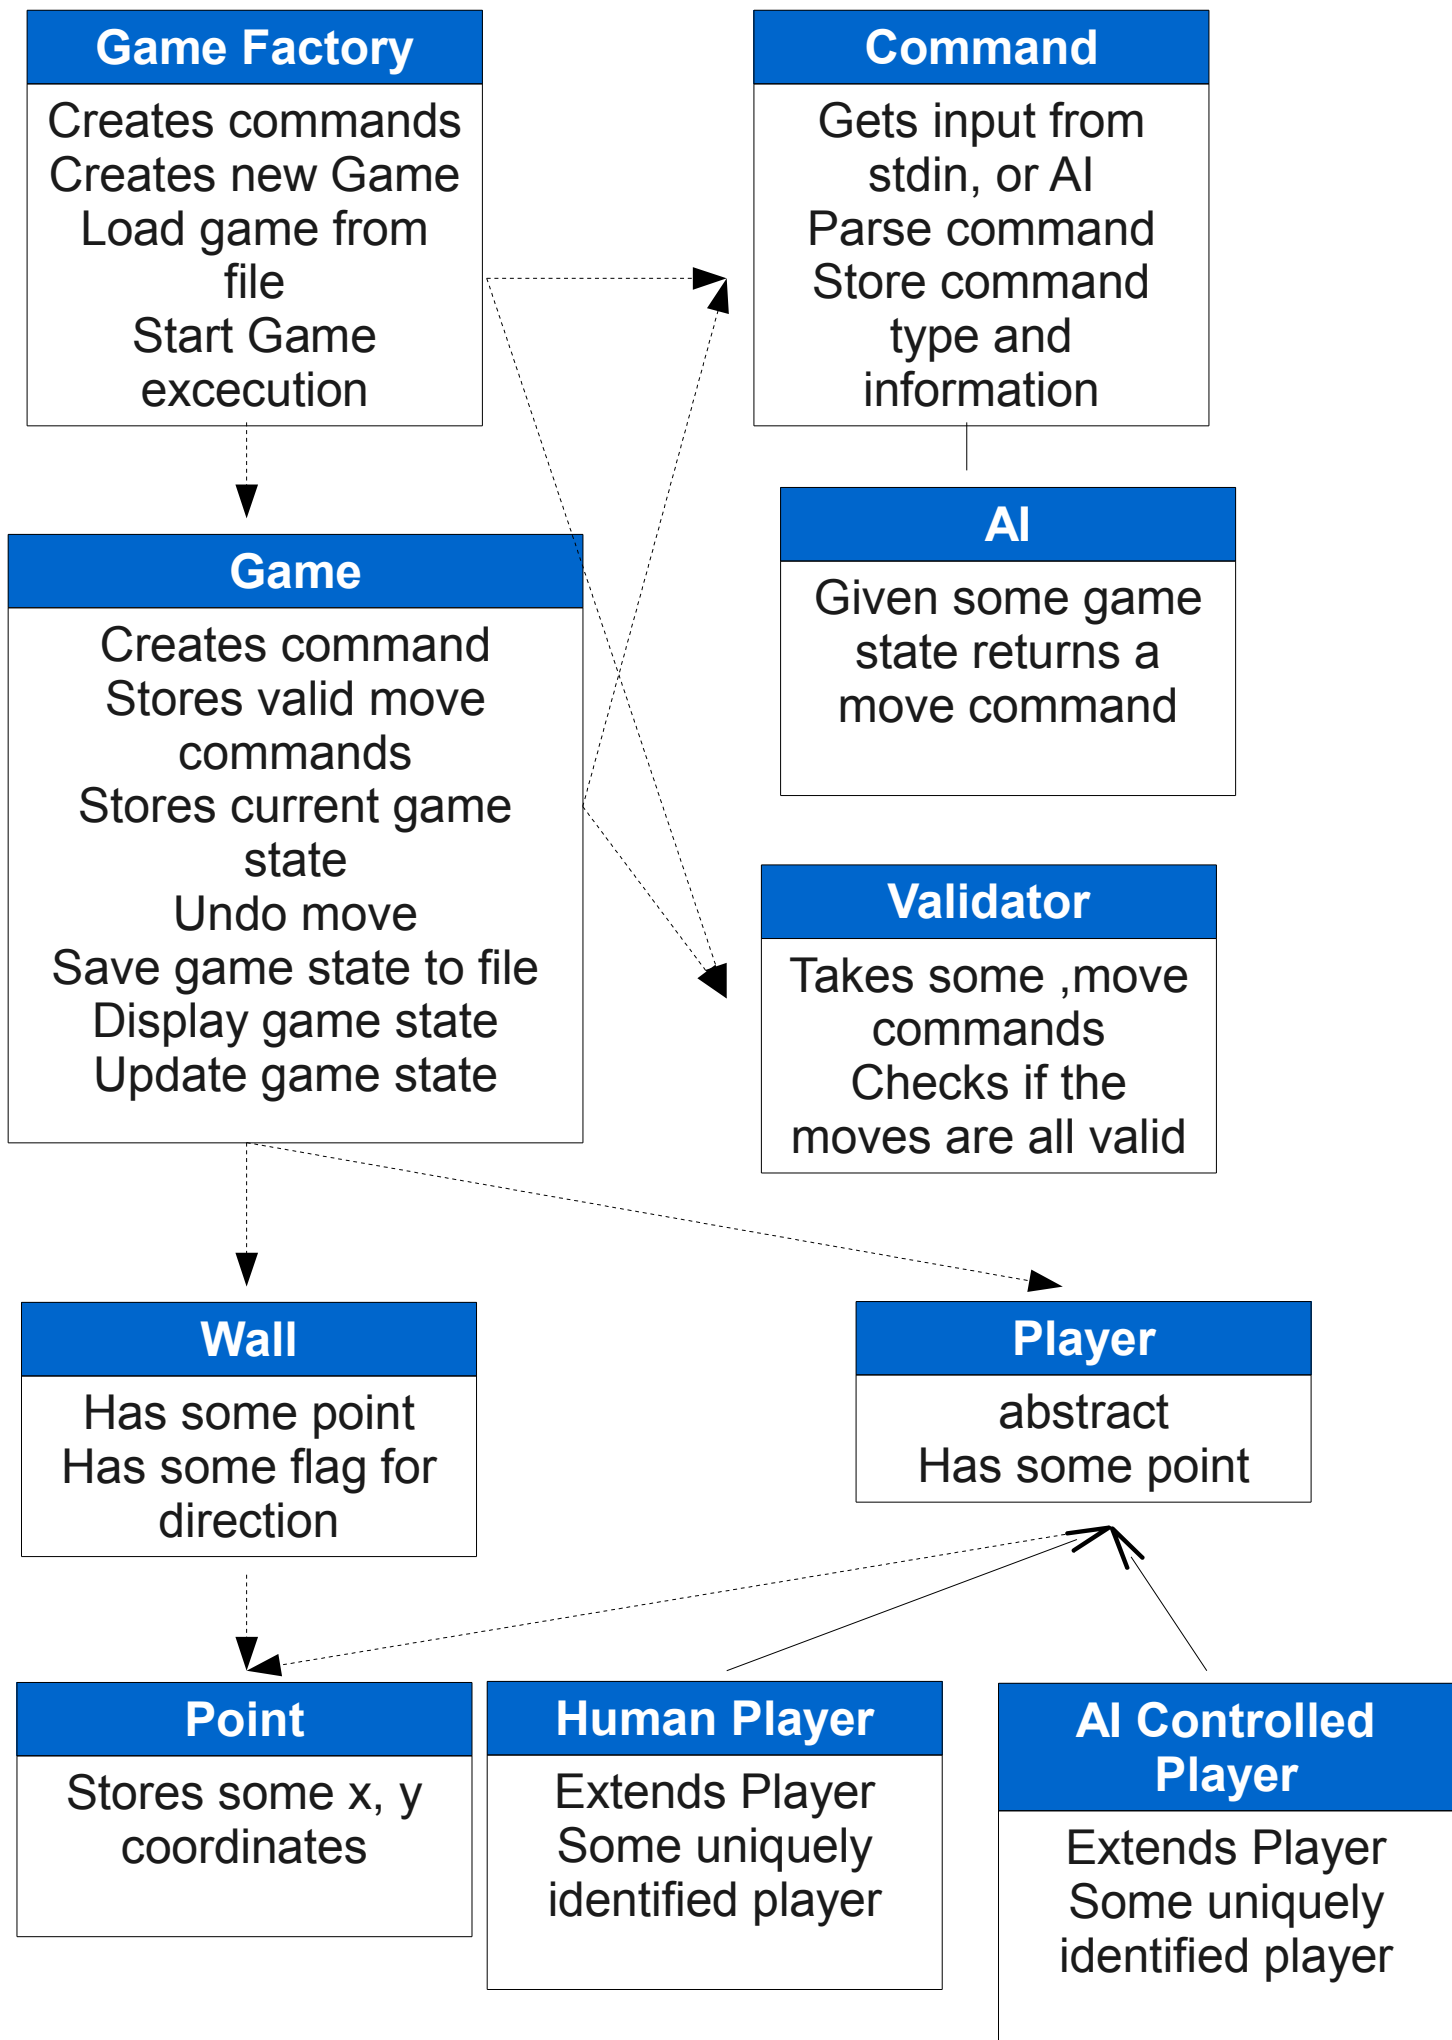 Game Factory
Creates commands
Creates new Game
Load game from
file
Start Game
excecution
Command
Gets input from
stdin, or AI
Parse command
Store command
type and
information
AI
Given some game
state returns a
move command
Game
Creates command
Stores valid move
commands
Stores current game
state
Undo move
Save game state to file
Display game state
Update game state
Validator
Takes some ,move
commands
Checks if the
moves are all valid
Wall
Has some point
Has some flag for
direction
Player
abstract
Has some point
Point
Stores some x, y
coordinates
Human Player
Extends Player
Some uniquely
identified player
AI Controlled
Player
Extends Player
Some uniquely
identified player